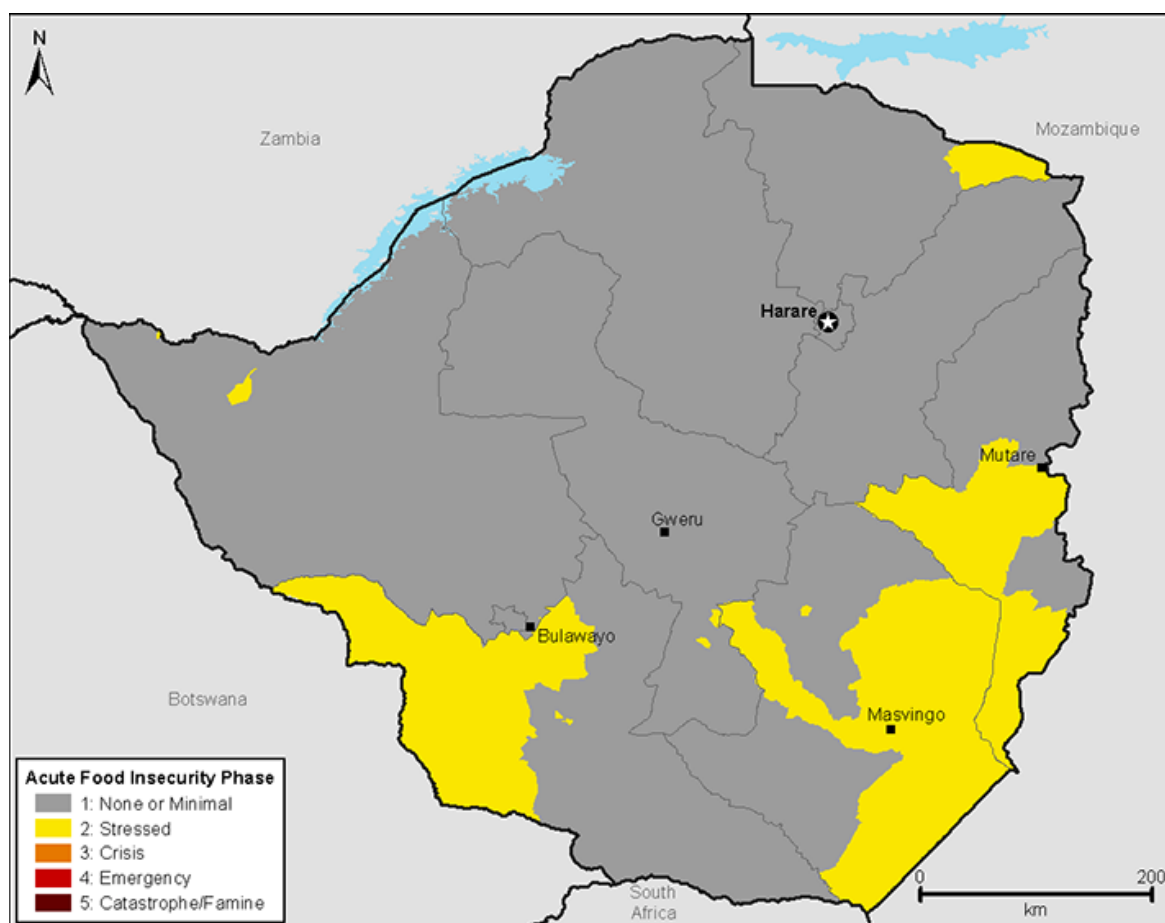 N
Zambia
Mozambique
Harare
Mutare
Gweru
Bulawayo
Botswana
Masvingo
Acute Food Insecurity Phase
1: None or Minimal
2: Stressed
3: Crisis
4: Emergency
5: Catastrophe/Famine
South
Africa
0 200
km